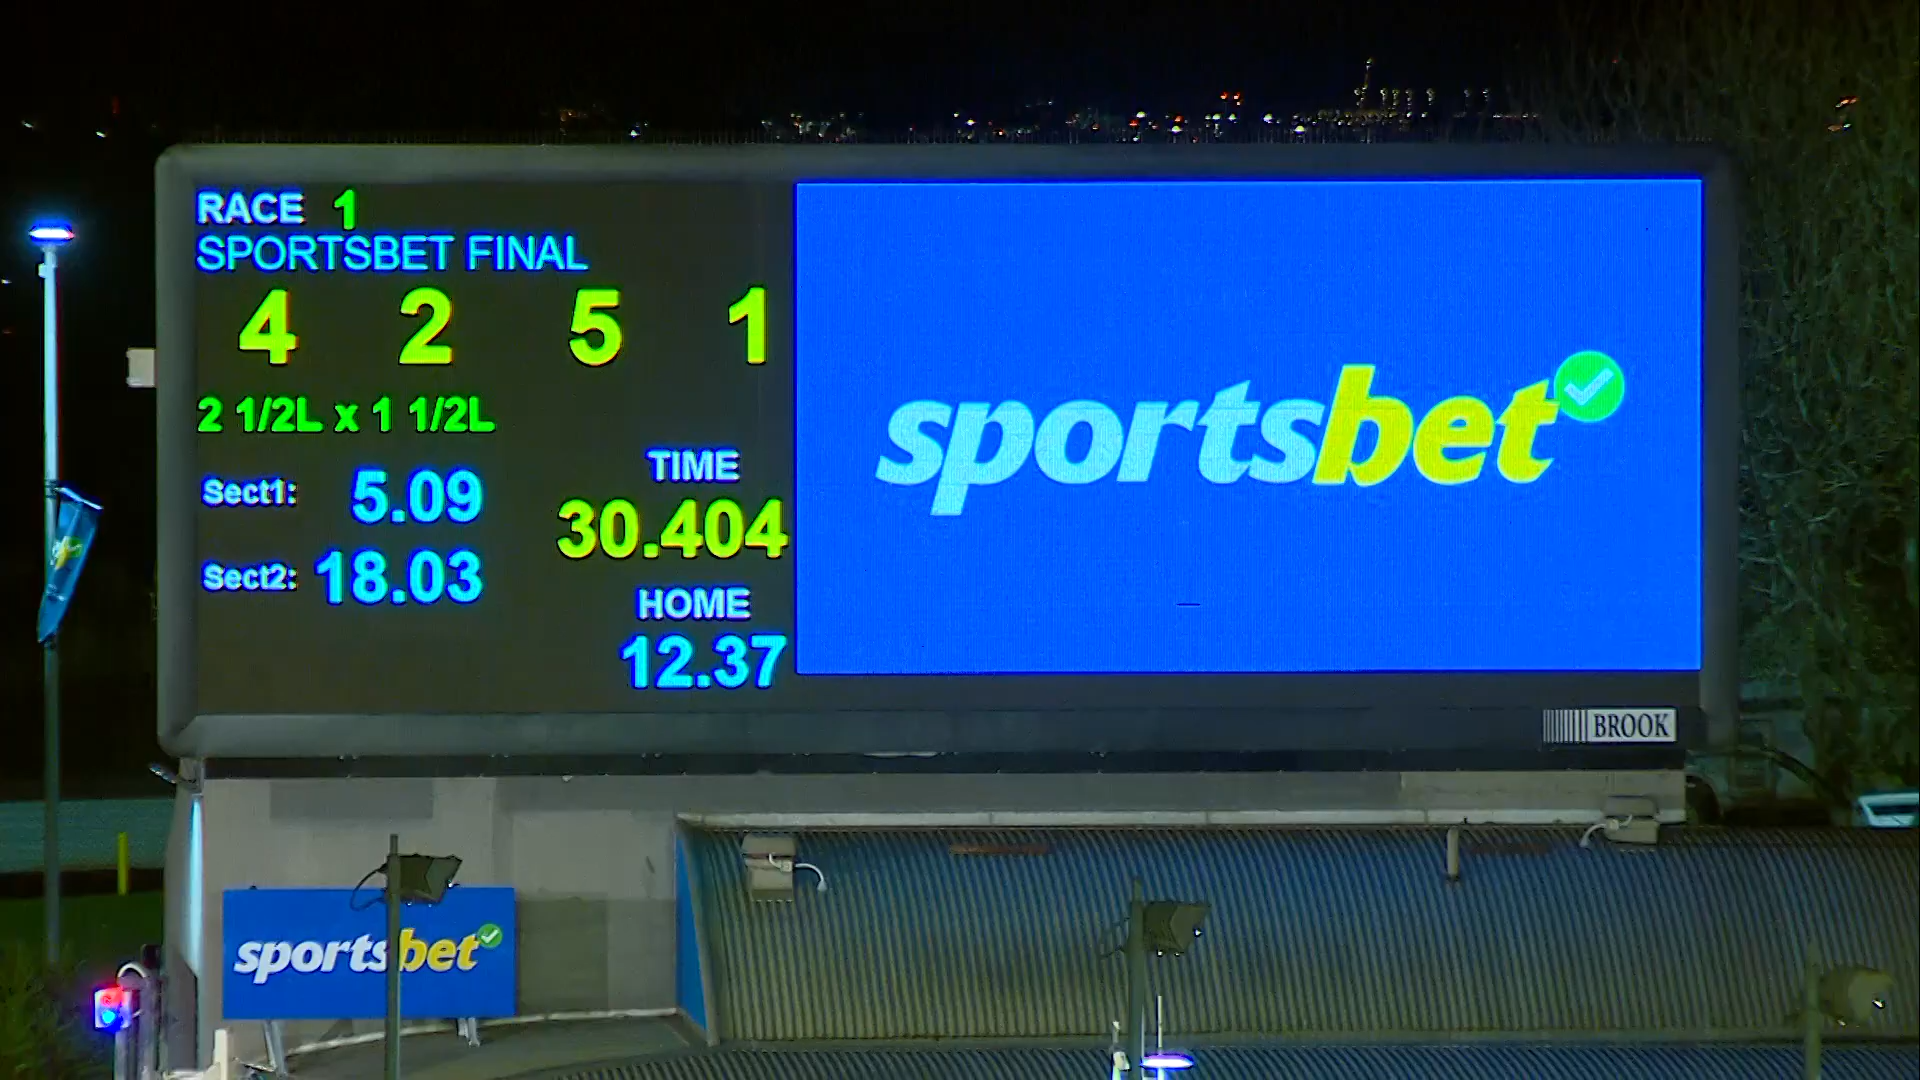 RACE 1
SPORTSBET FINAL
4 2 5 1
2 1/2L x 1 1/2L
Sect1: 5.09
Sect2: 18.03
TIME
30.404
HOME
12.37
sportsbet
BROOK
sportsbet